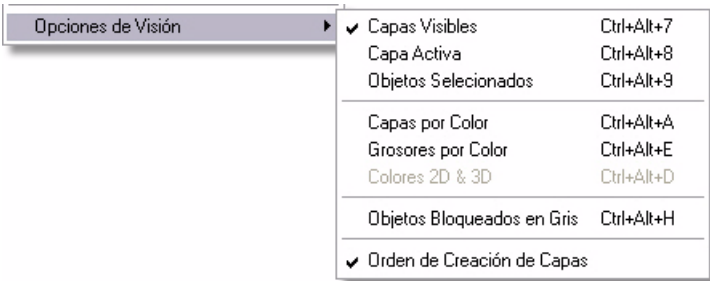 Opciones de Visión
Capas Visibles Ctrl+Alt+7
Capa Activa Ctrl+Alt+8
Objetos Selecionados Ctrl+Alt+9
Capas por Color Ctrl+Alt+A
Grosores por Color Ctrl+Alt+E
Colores 2D & 3D Ctrl+Alt+D
Objetos Bloqueados en Gris Ctrl+Alt+H
Orden de Creación de Capas